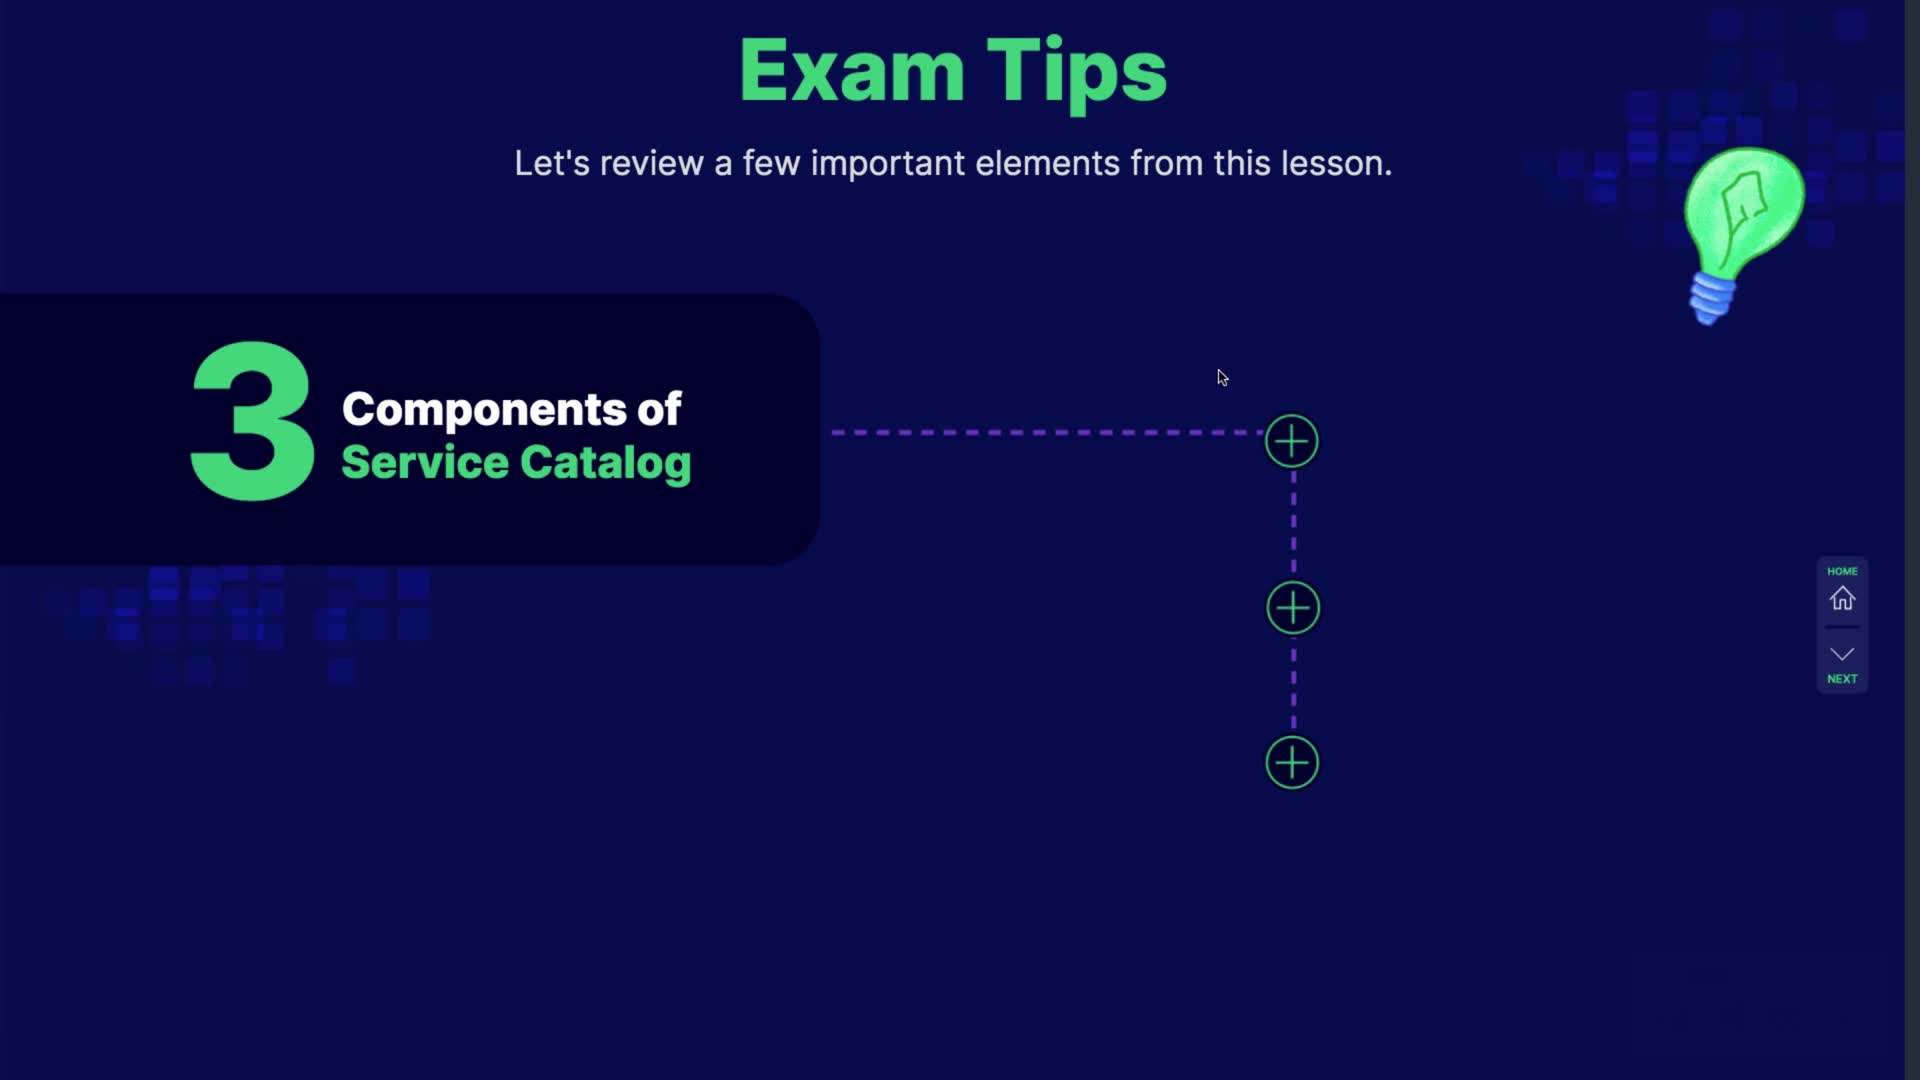 Exam Tips
Let's review a few important elements from this lesson.
3
Components of
Service Catalog
HOME
NEXT